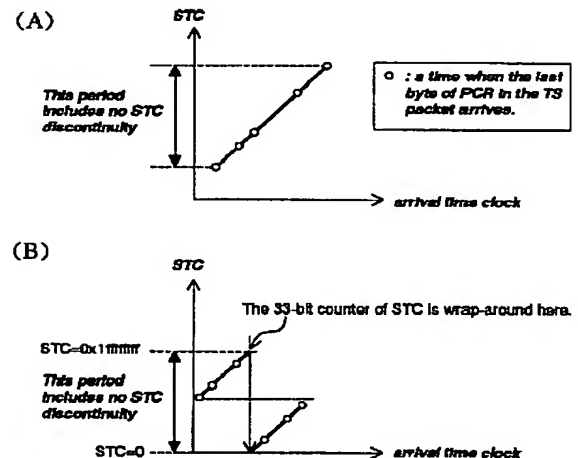 (A)
STC
This period
includes no STC
discontinuity
o : a time when the last
byte of PCR in the TS
packet arrives.
arrival time clock
(B)
STC
The 33-bit counter of STC is wrap-around here.
STC=0x1ffffffff
This period
includes no STC
discontinuity
STC=0
arrival time clock